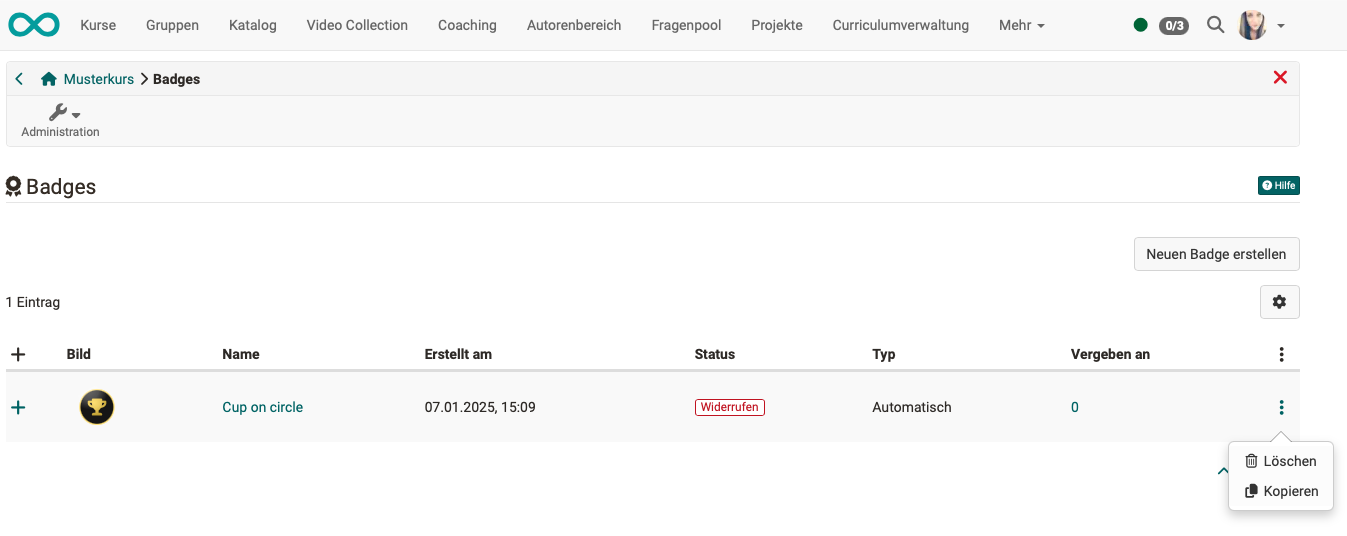 Kurse Gruppen Katalog Video Collection Coaching Autorenbereich Fragenpool Projekte Curriculumverwaltung Mehr 0/3
Musterkurs Badges
Administration
Badges Hilfe
Neuen Badge erstellen
1 Eintrag
Bild Name Erstellt am Status Typ Vergeben an
Cup on circle 07.01.2025, 15:09 Widerrufen Automatisch 0
Löschen
Kopieren